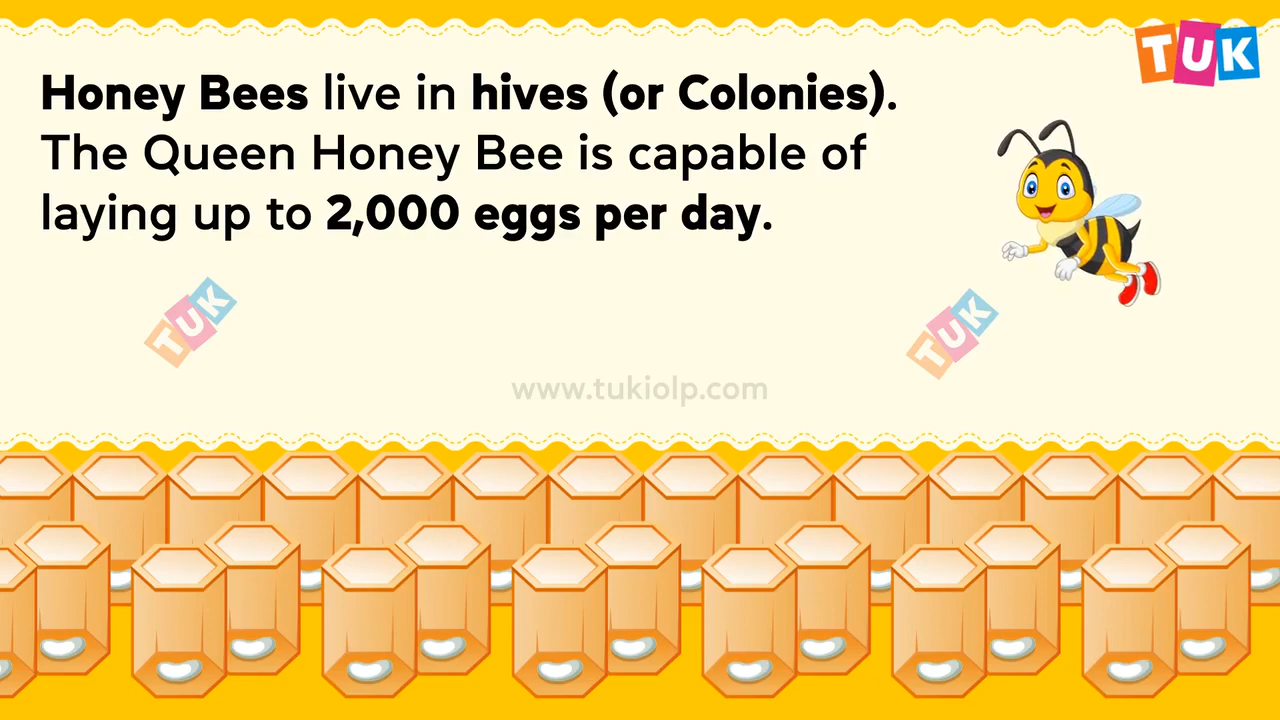 TUK
Honey Bees live in hives (or Colonies).
The Queen Honey Bee is capable of
laying up to 2,000 eggs per day.
TUK
TUK
www.tukiolp.com